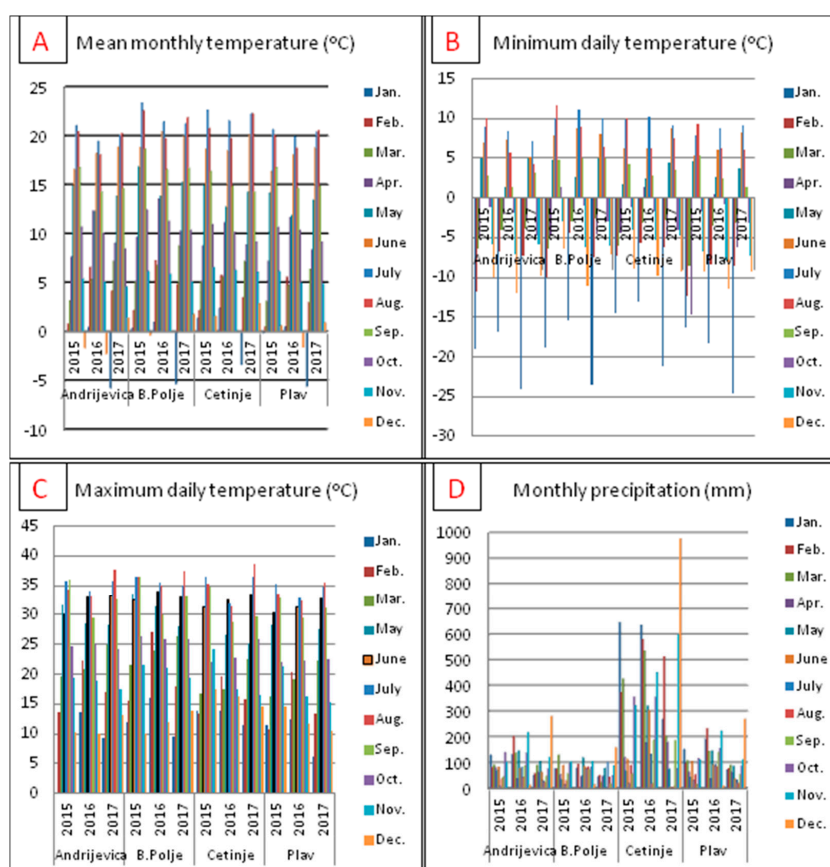 A Mean monthly temperature (ºC)
25
20
15
10
5
0
-5
-10
2015 2016 2017 2015 2016 2017 2015 2016 2017 2015 2016 2017
Andrijevica B.Polje Cetinje Plav
Jan.
Feb.
Mar.
Apr.
May
June
July
Aug.
Sep.
Oct.
Nov.
Dec.
B Minimum daily temperature (ºC)
15
10
5
0
-5
-10
-15
-20
-25
-30
2015 2016 2017 2015 2016 2017 2015 2016 2017 2015 2016 2017
Andrijevica B.Polje Cetinje Plav
Jan.
Feb.
Mar.
Apr.
May
June
July
Aug.
Sep.
Oct.
Nov.
Dec.
C Maximum daily temperature (ºC)
45
40
35
30
25
20
15
10
5
0
2015 2016 2017 2015 2016 2017 2015 2016 2017 2015 2016 2017
Andrijevica B.Polje Cetinje Plav
Jan.
Feb.
Mar.
May
June
July
Aug.
Sep.
Oct.
Nov.
Dec.
D Monthly precipitation (mm)
1000
900
800
700
600
500
400
300
200
100
0
2015 2016 2017 2015 2016 2017 2015 2016 2017 2015 2016 2017
Andrijevica B.Polje Cetinje Plav
Jan.
Feb.
Mar.
Apr.
May
June
July
Aug.
Sep.
Oct.
Nov.
Dec.